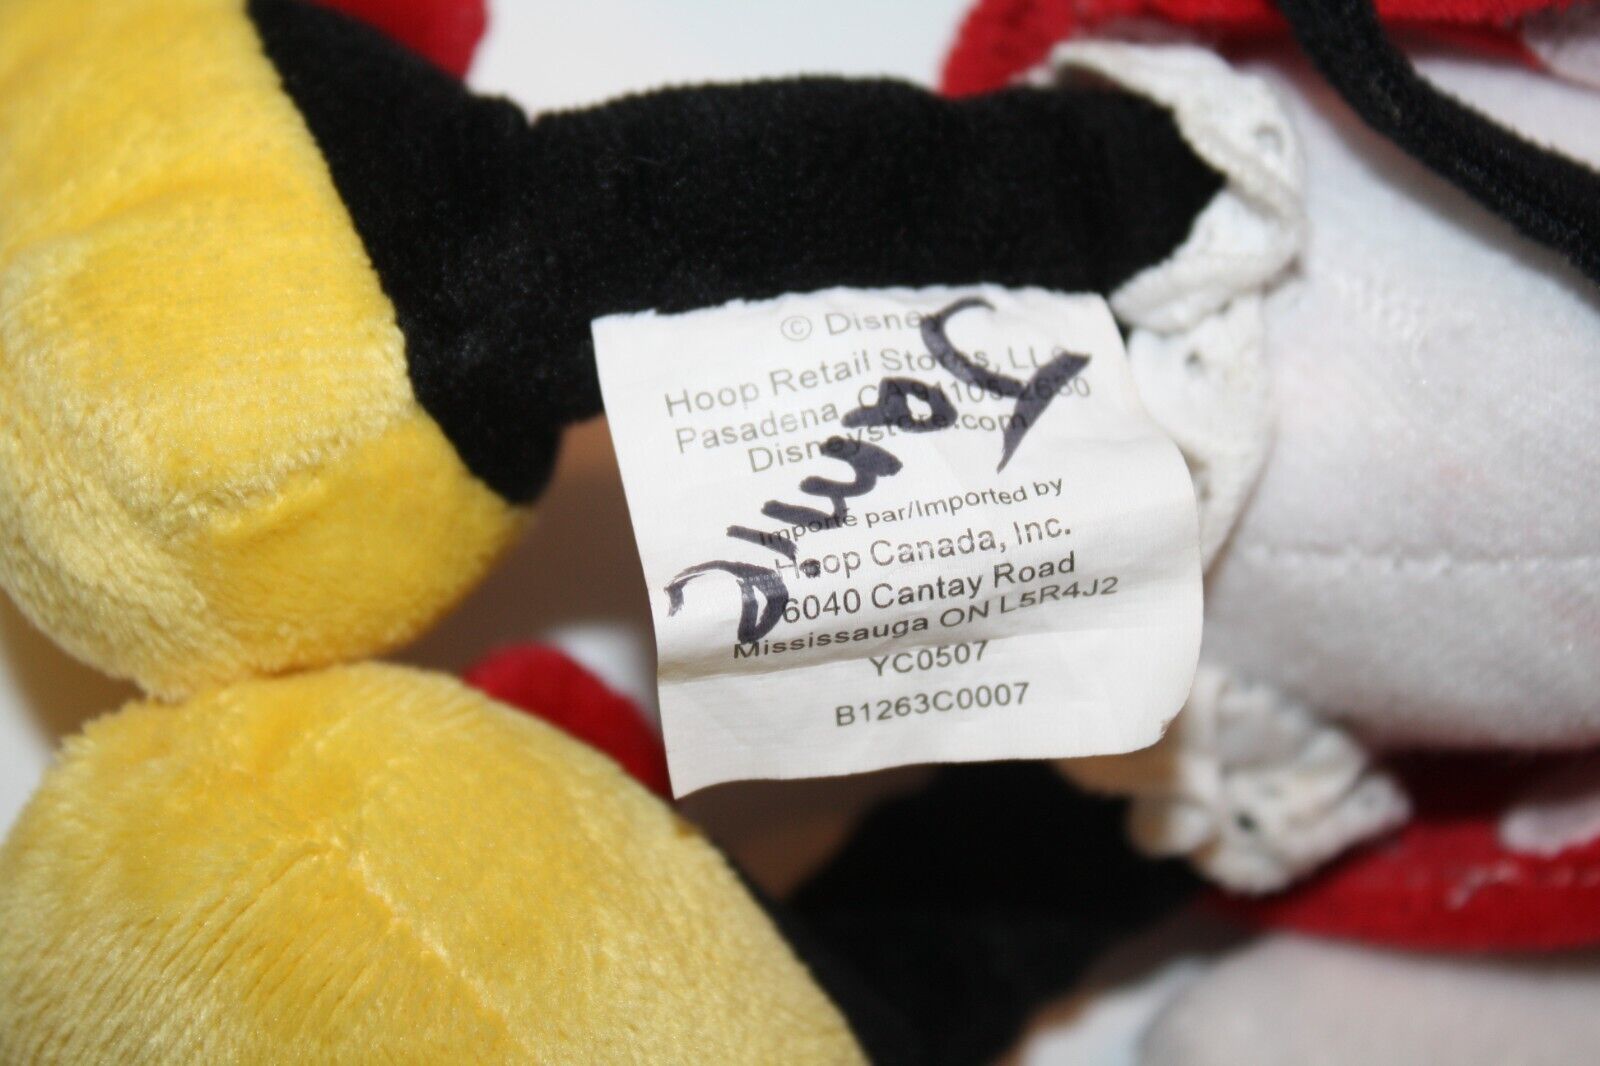 © Disney
Hoop Retail Stores, LLC
Pasadena, CA 91105-2630
Disneystore.com
Importé par/Imported by
Hoop Canada, Inc.
6040 Cantay Road
Mississauga ON L5R4J2
YC0507
B1263C0007